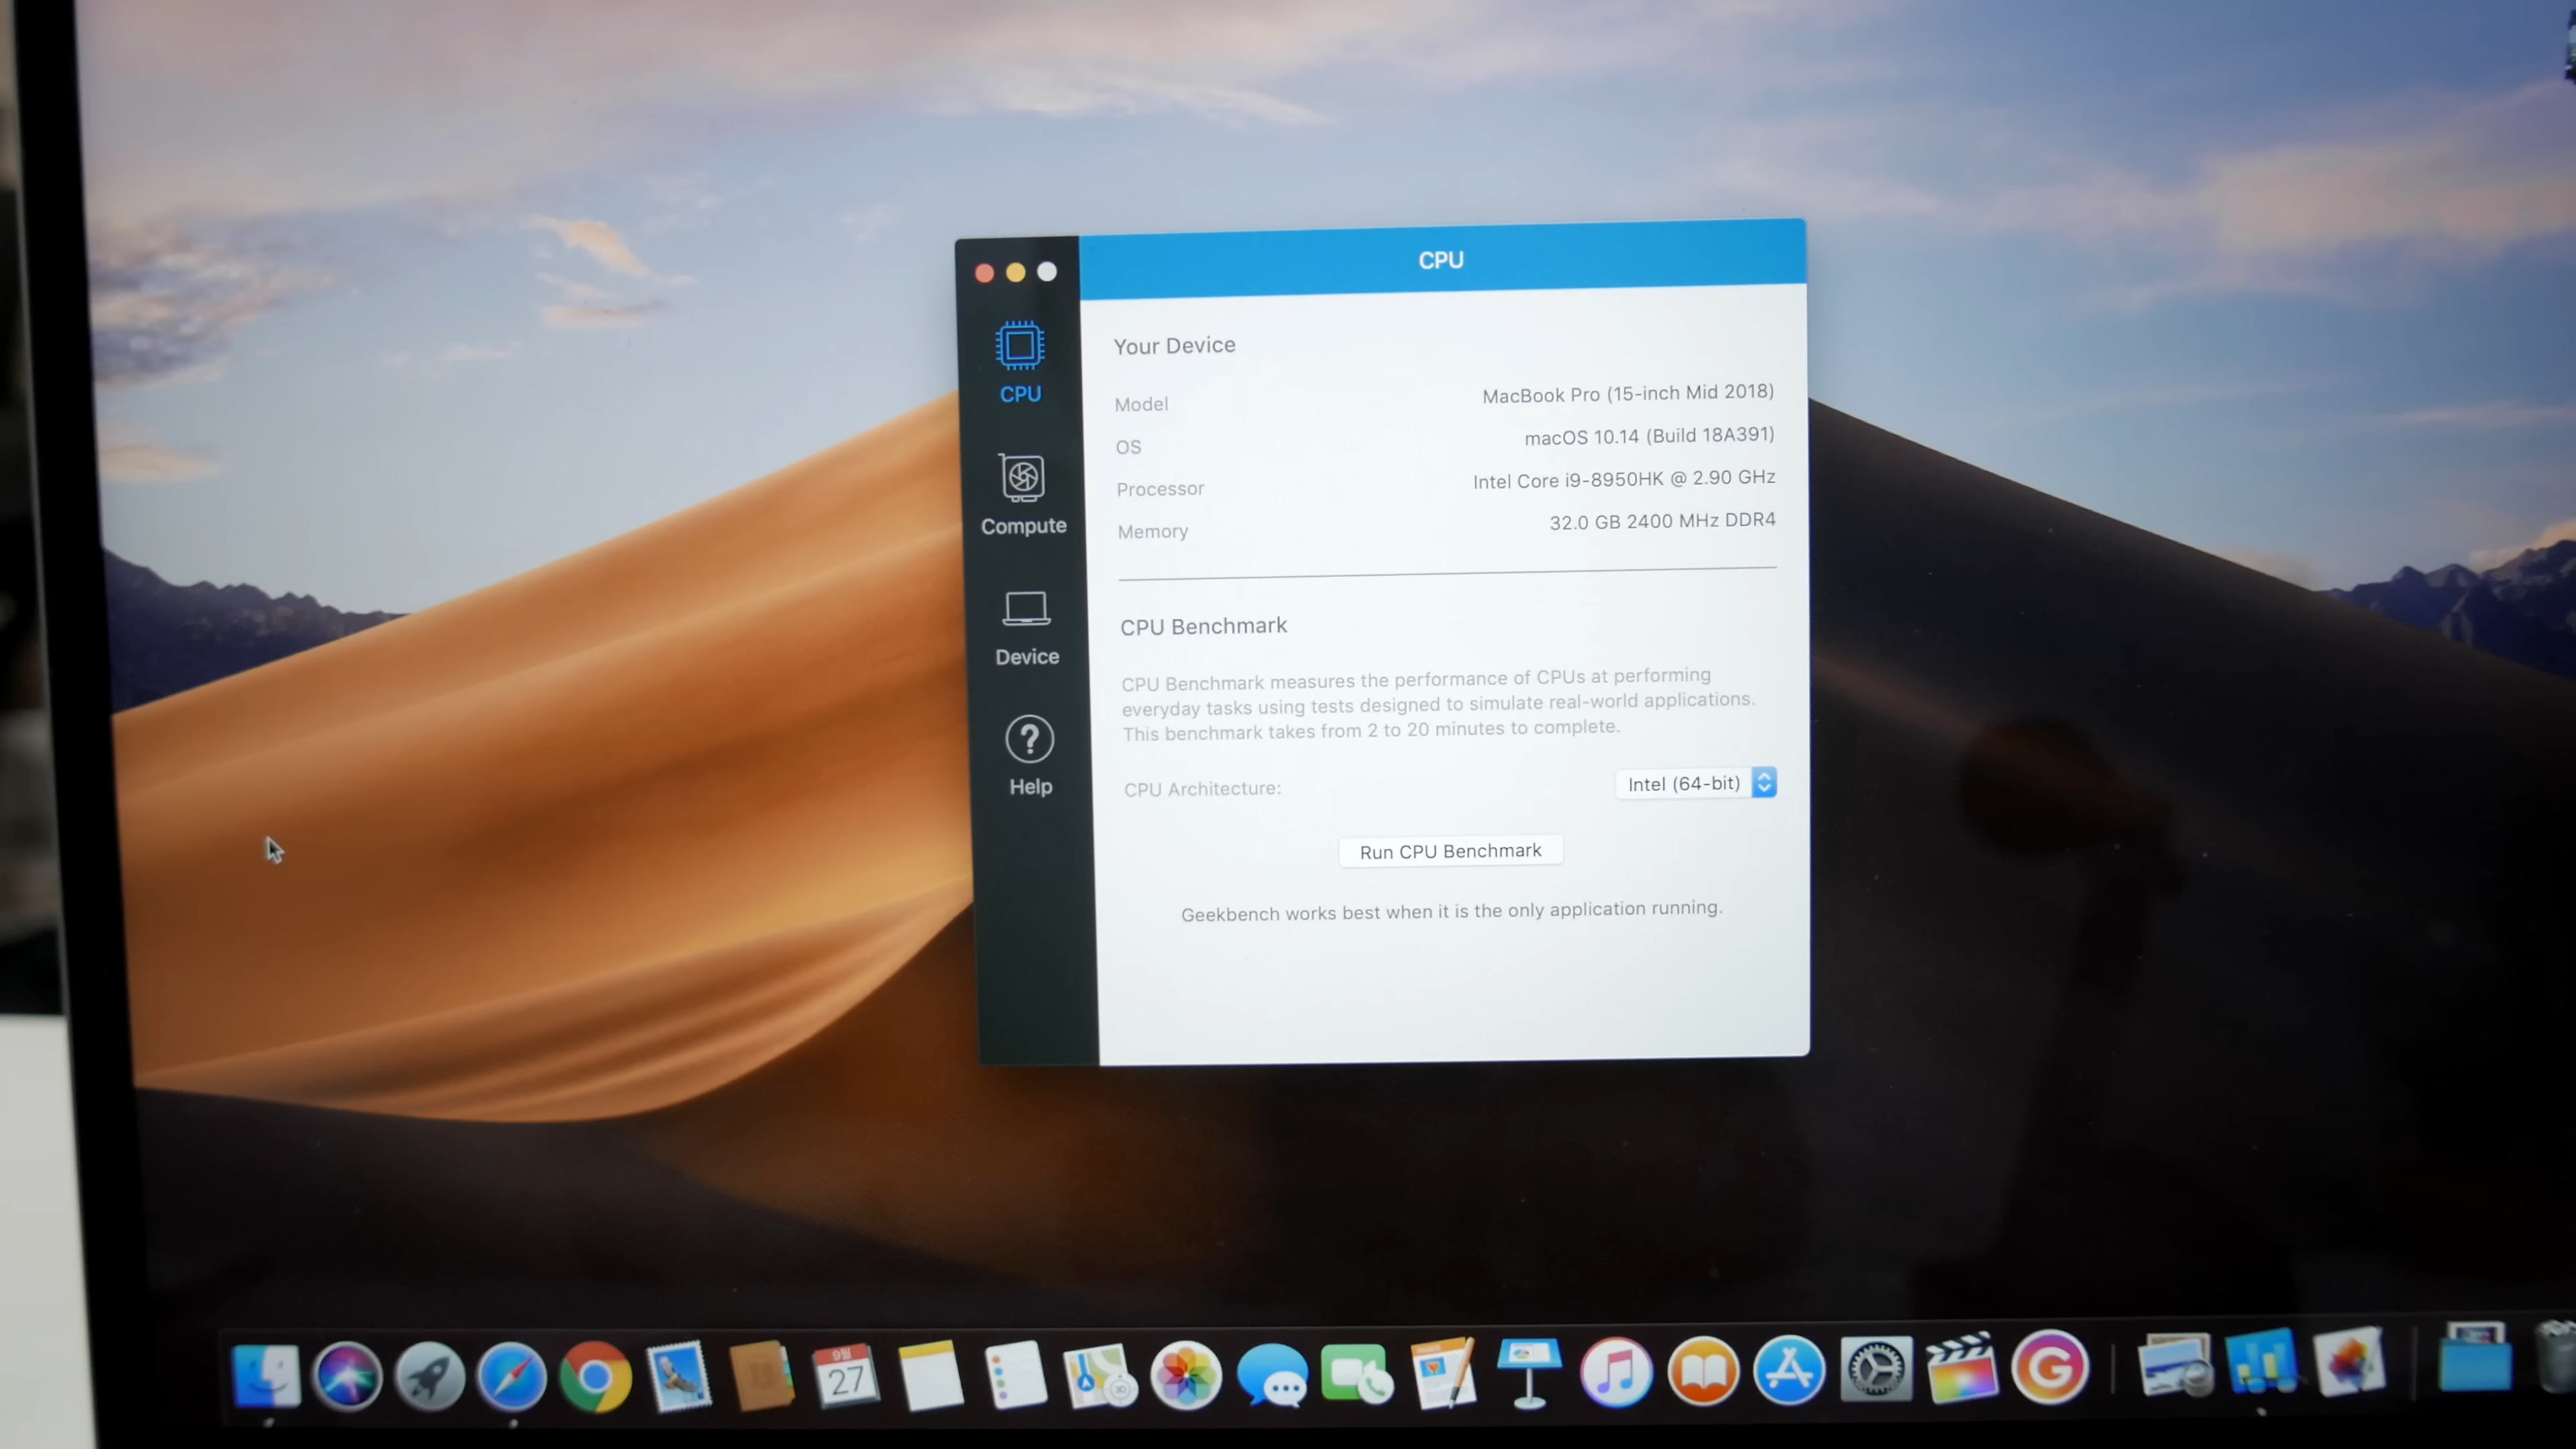 CPU
CPU
Compute
Device
Help
Your Device
Model MacBook Pro (15-inch Mid 2018)
OS macOS 10.14 (Build 18A391)
Processor Intel Core i9-8950HK @ 2.90 GHz
Memory 32.0 GB 2400 MHz DDR4
CPU Benchmark
CPU Benchmark measures the performance of CPUs at performing
everyday tasks using tests designed to simulate real-world applications.
This benchmark takes from 2 to 20 minutes to complete.
CPU Architecture: Intel (64-bit)
Run CPU Benchmark
Geekbench works best when it is the only application running.
9월
27
3D
G